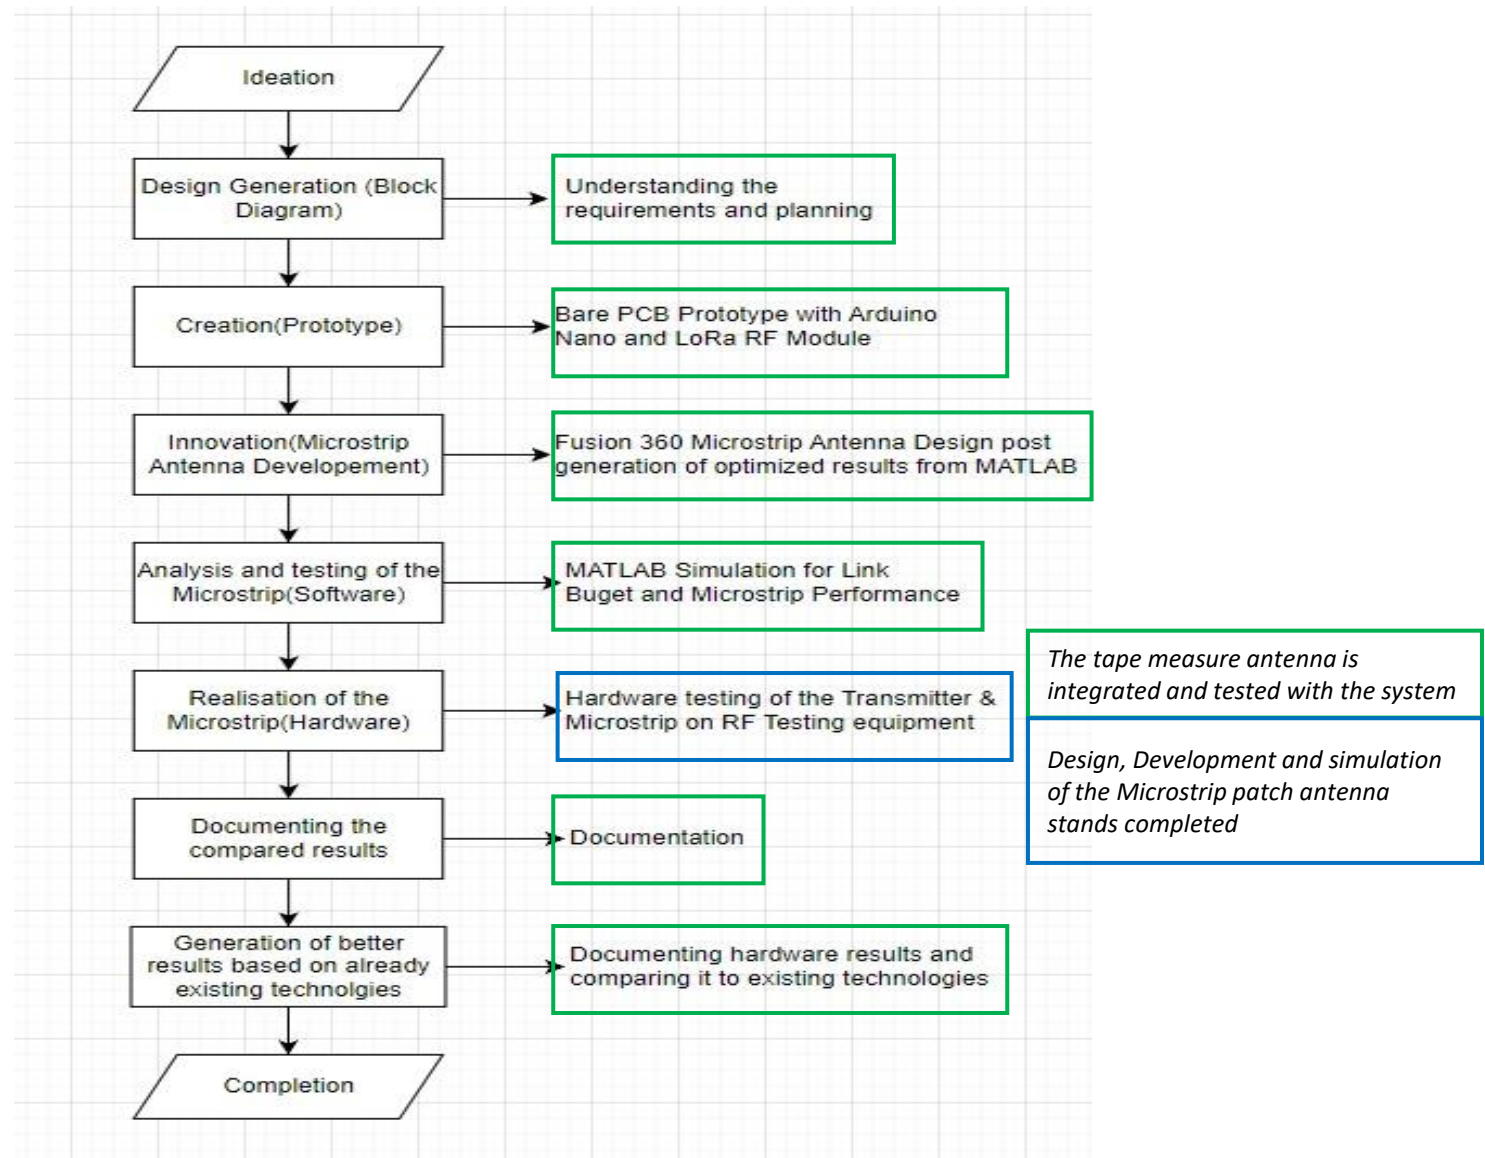 Ideation
Design Generation (Block
Diagram)
Understanding the
requirements and planning
Creation(Prototype)
Bare PCB Prototype with Arduino
Nano and LoRa RF Module
Innovation(Microstrip
Antenna Developement)
Fusion 360 Microstrip Antenna Design post
generation of optimized results from MATLAB
Analysis and testing of the
Microstrip(Software)
MATLAB Simulation for Link
Buget and Microstrip Performance
Realisation of the
Microstrip(Hardware)
Hardware testing of the Transmitter &
Microstrip on RF Testing equipment
The tape measure antenna is
integrated and tested with the system
Design, Development and simulation
of the Microstrip patch antenna
stands completed
Documenting the
compared results
Documentation
Generation of better
results based on already
existing technolgies
Documenting hardware results and
comparing it to existing technologies
Completion